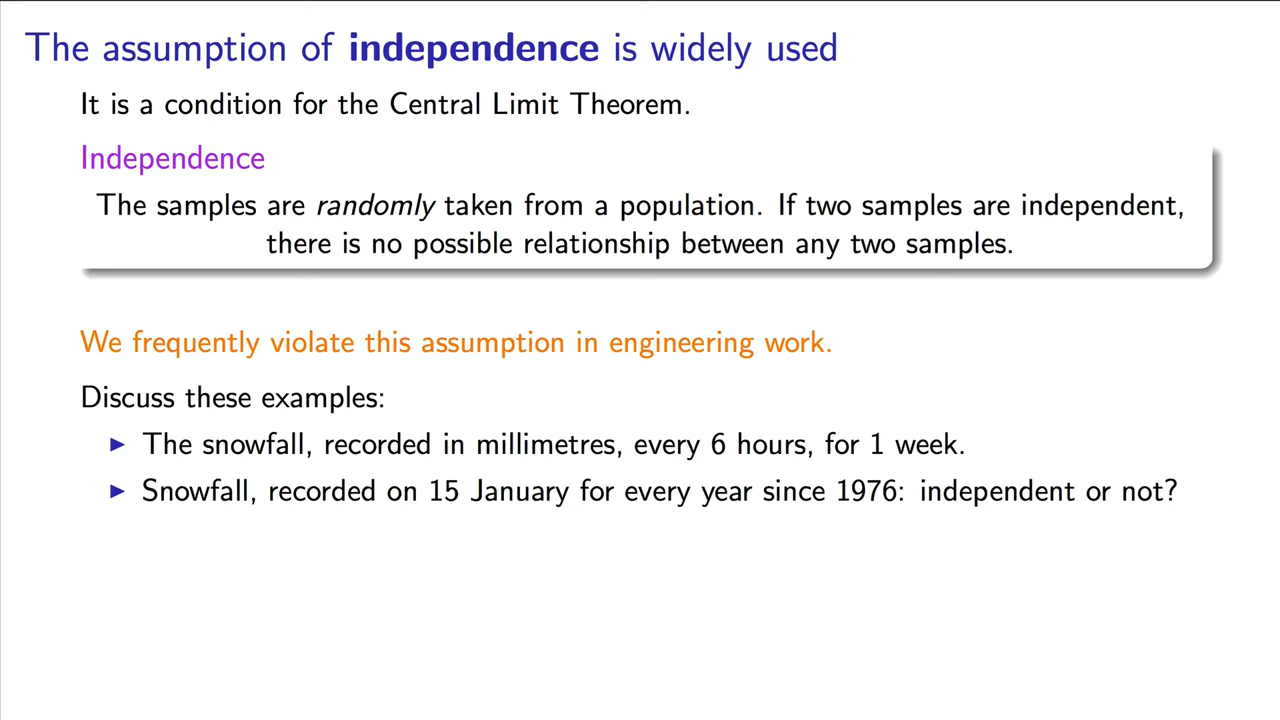 The assumption of independence is widely used
It is a condition for the Central Limit Theorem.
Independence
The samples are randomly taken from a population. If two samples are independent,
there is no possible relationship between any two samples.
We frequently violate this assumption in engineering work.
Discuss these examples:
▶ The snowfall, recorded in millimetres, every 6 hours, for 1 week.
▶ Snowfall, recorded on 15 January for every year since 1976: independent or not?